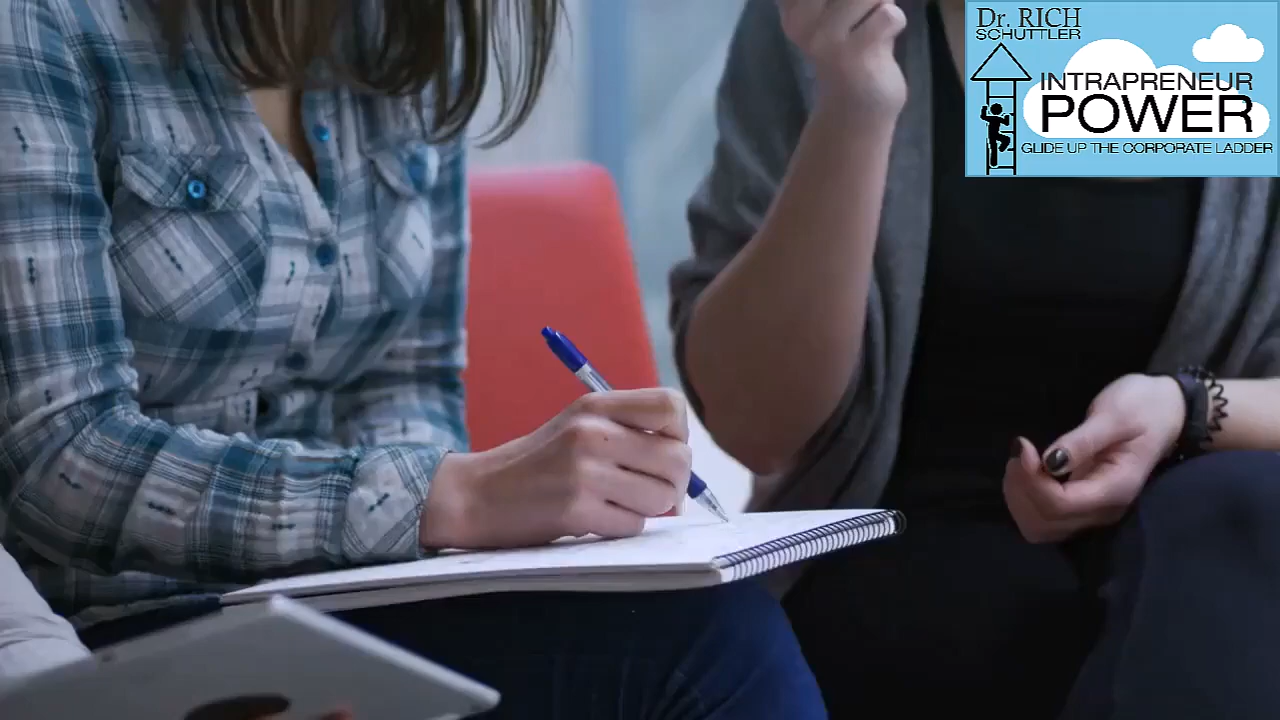 Dr. RICH
SCHUTTLER
INTRAPRENEUR
POWER
GLIDE UP THE CORPORATE LADDER